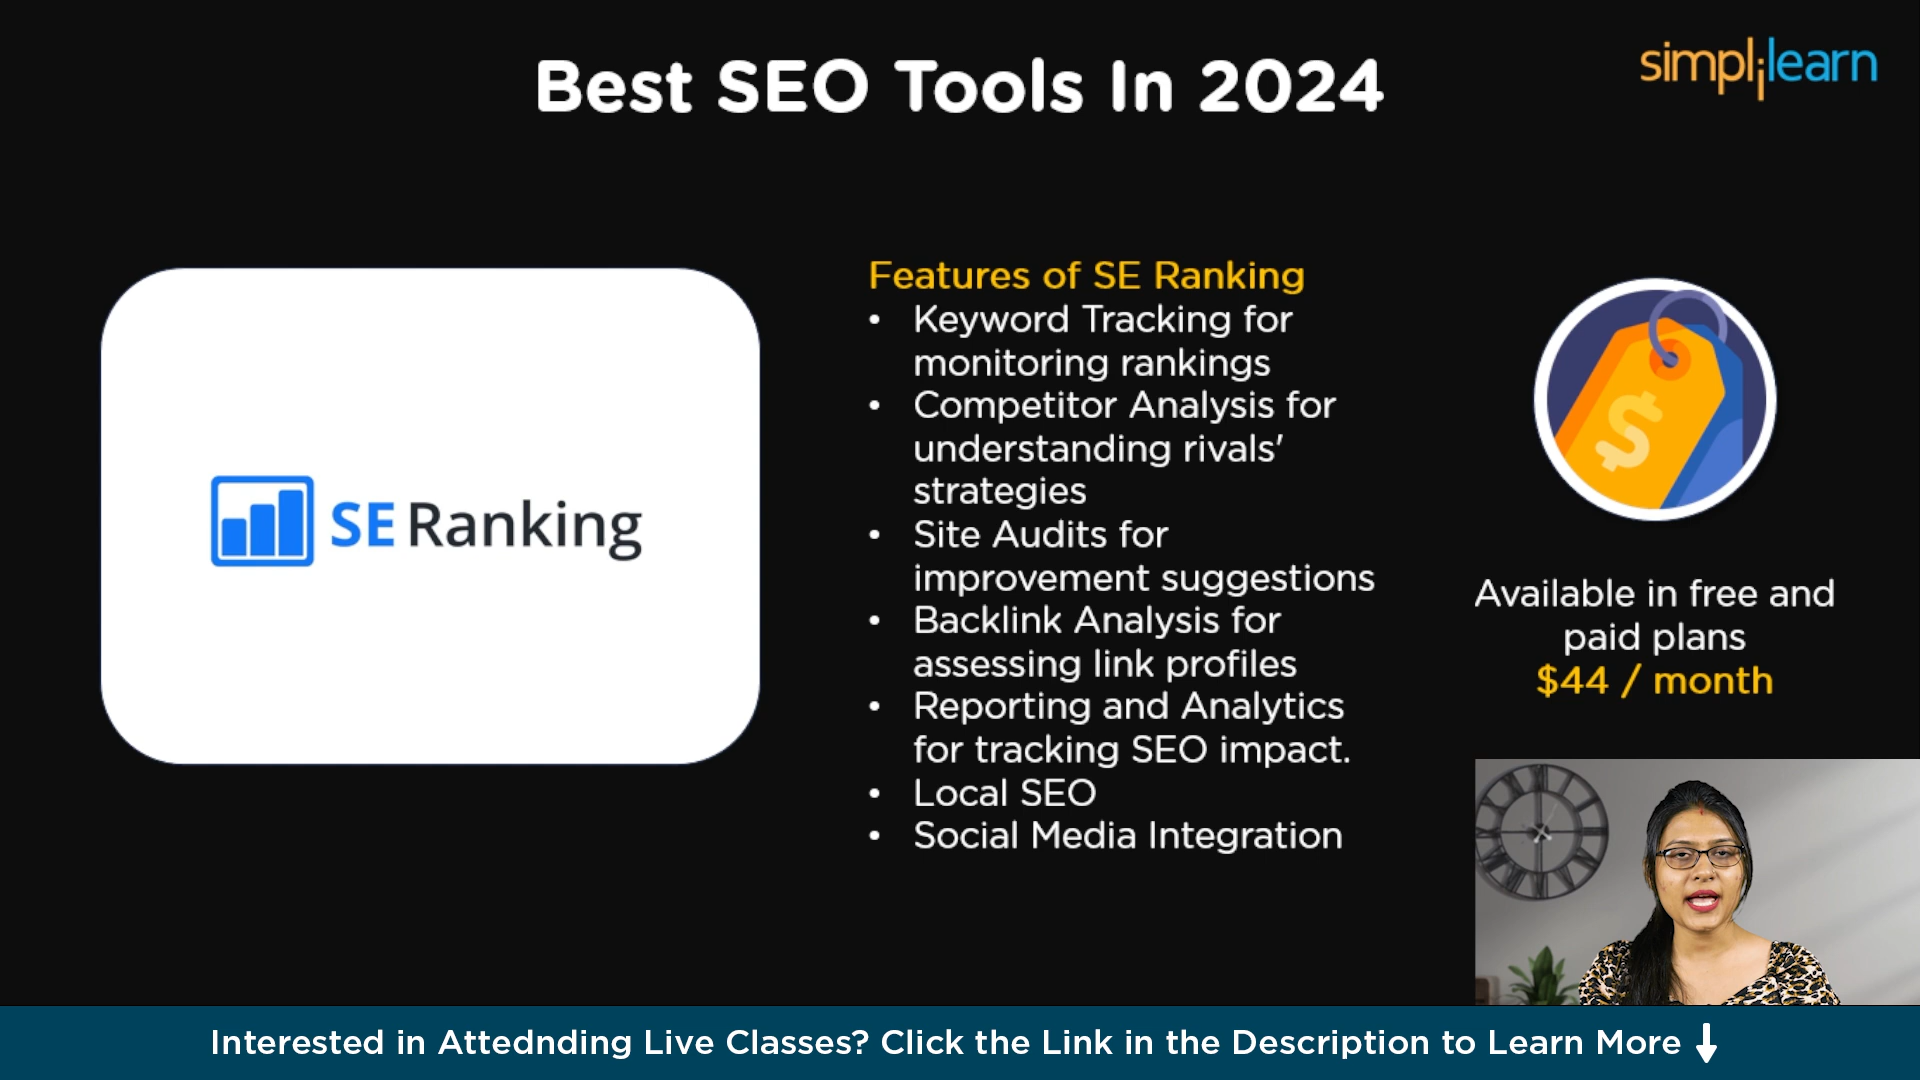 Best SEO Tools In 2024
simplilearn
SE Ranking
Features of SE Ranking
• Keyword Tracking for
monitoring rankings
• Competitor Analysis for
understanding rivals'
strategies
• Site Audits for
improvement suggestions
• Backlink Analysis for
assessing link profiles
• Reporting and Analytics
for tracking SEO impact.
• Local SEO
• Social Media Integration
$
Available in free and
paid plans
$44 / month
Interested in Attednding Live Classes? Click the Link in the Description to Learn More